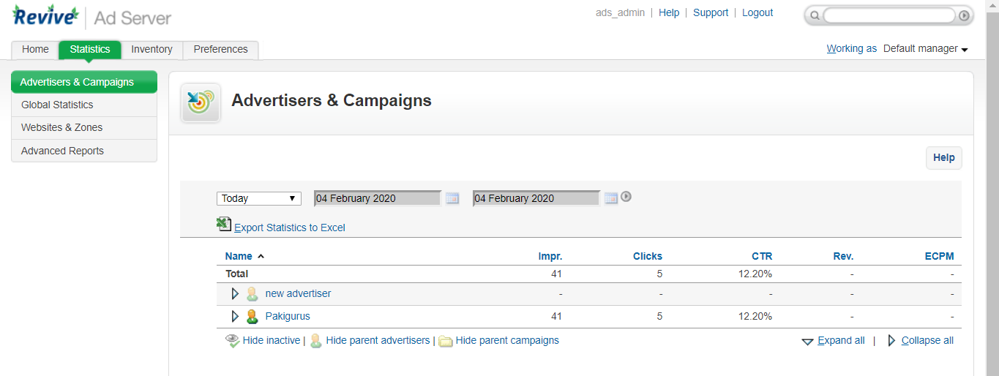 Revive Ad Server
ads_admin | Help | Support | Logout
Home Statistics Inventory Preferences
Working as Default manager
Advertisers & Campaigns
Global Statistics
Websites & Zones
Advanced Reports
Advertisers & Campaigns
Help
Today 04 February 2020 04 February 2020
Export Statistics to Excel
Name Impr. Clicks CTR Rev. ECPM
Total 41 5 12.20% - -
new advertiser - - - - -
Pakigurus 41 5 12.20% - -
Hide inactive | Hide parent advertisers | Hide parent campaigns Expand all | Collapse all